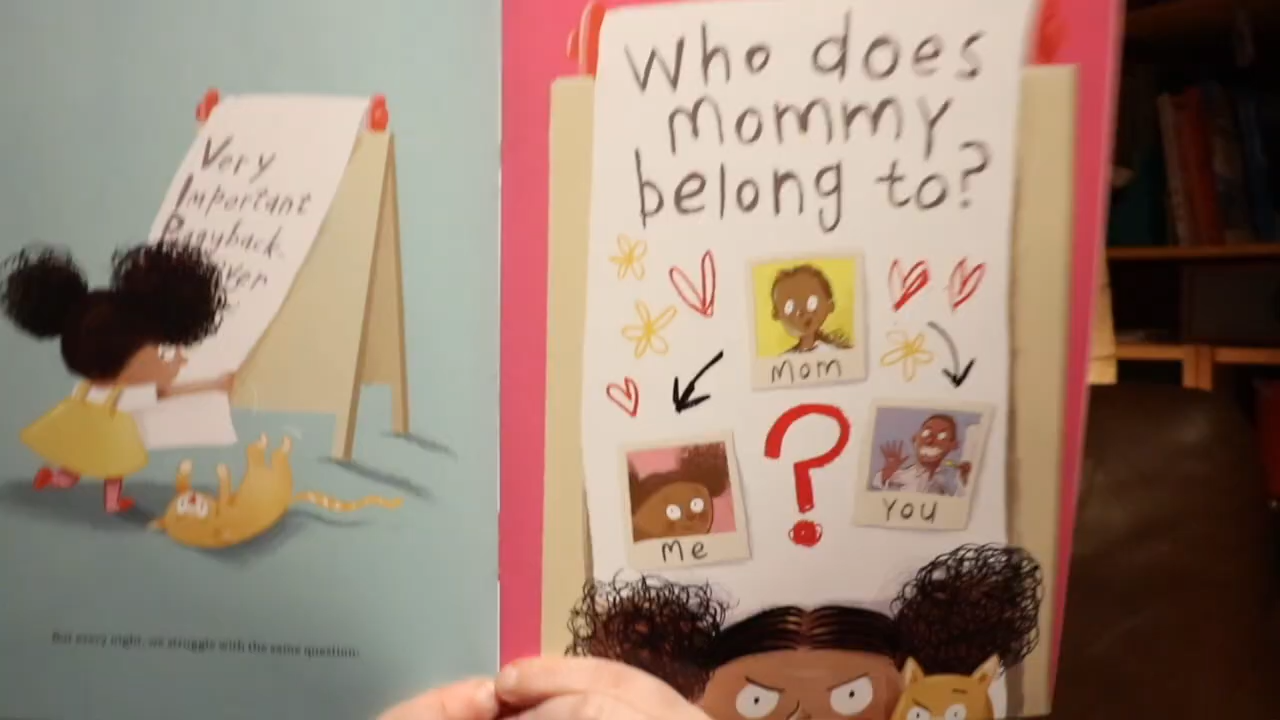 Very
Important
Piggyback
But every night, we struggle with the same question:
Who does
mommy
belong to?
Mom
Me
You